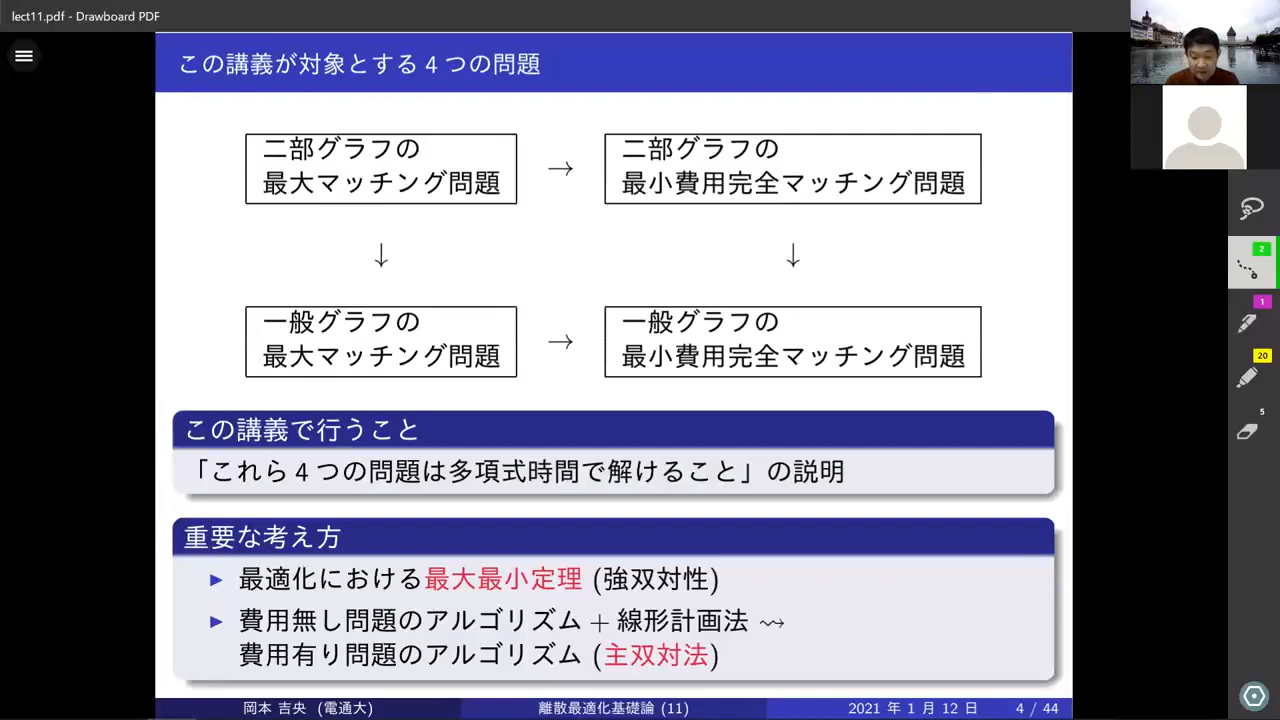 lect11.pdf - Drawboard PDF
この講義が対象とする 4 つの問題
二部グラフの
最大マッチング問題
→
二部グラフの
最小費用完全マッチング問題
↓
↓
一般グラフの
最大マッチング問題
→
一般グラフの
最小費用完全マッチング問題
この講義で行うこと
「これら 4 つの問題は多項式時間で解けること」の説明
重要な考え方
▶ 最適化における最大最小定理 (強双対性)
▶ 費用無し問題のアルゴリズム + 線形計画法 ⇝
費用有り問題のアルゴリズム (主双対法)
岡本 吉央 (電通大)
離散最適化基礎論 (11)
2021 年 1 月 12 日
4 / 44
2
1
20
5